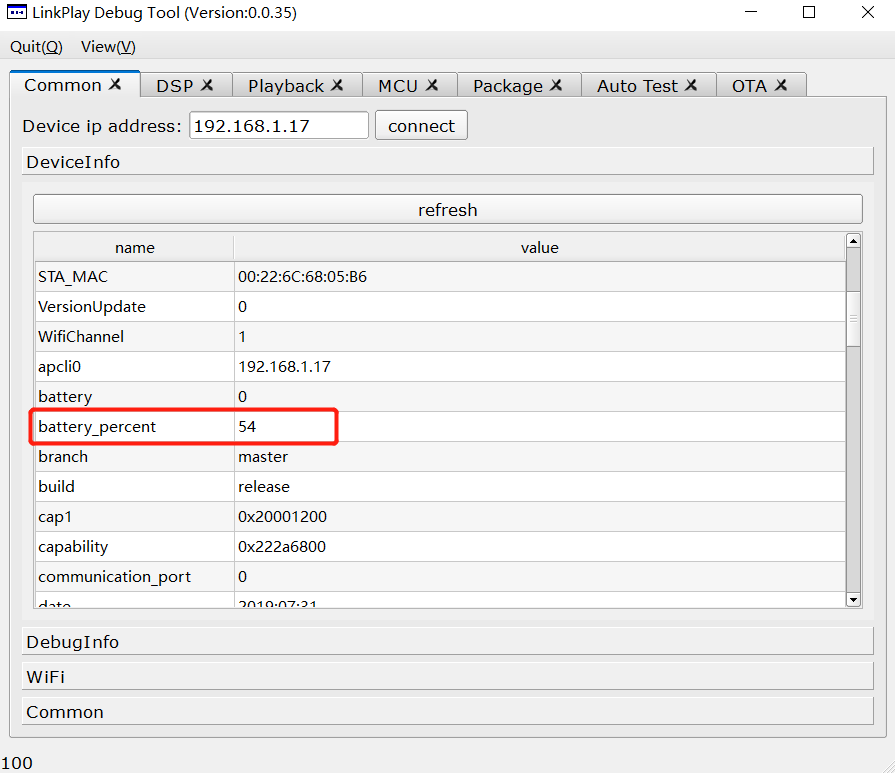 LinkPlay Debug Tool (Version:0.0.35)
Quit(Q) View(V)
Common DSP Playback MCU Package Auto Test OTA
Device ip address: 192.168.1.17 connect
DeviceInfo
refresh
name value
STA_MAC 00:22:6C:68:05:B6
VersionUpdate 0
WifiChannel 1
apcli0 192.168.1.17
battery 0
battery_percent 54
branch master
build release
cap1 0x20001200
capability 0x222a6800
communication_port 0
date 2019:07:31
DebugInfo
WiFi
Common
100